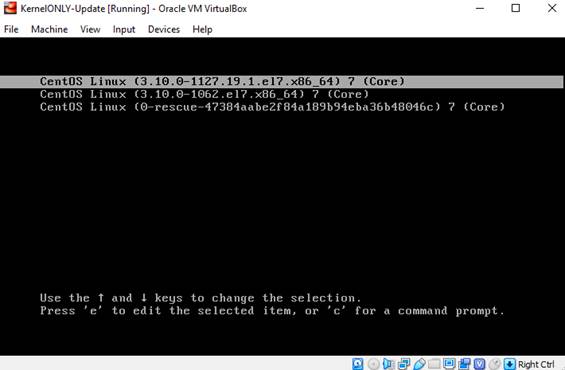 KernelONLY-Update [Running] - Oracle VM VirtualBox
File Machine View Input Devices Help
CentOS Linux (3.10.0-1127.19.1.el7.x86_64) 7 (Core)
CentOS Linux (3.10.0-1062.el7.x86_64) 7 (Core)
CentOS Linux (0-rescue-47384aabe2f84a189b94eba36b48046c) 7 (Core)
Use the ↑ and ↓ keys to change the selection.
Press 'e' to edit the selected item, or 'c' for a command prompt.
Right Ctrl